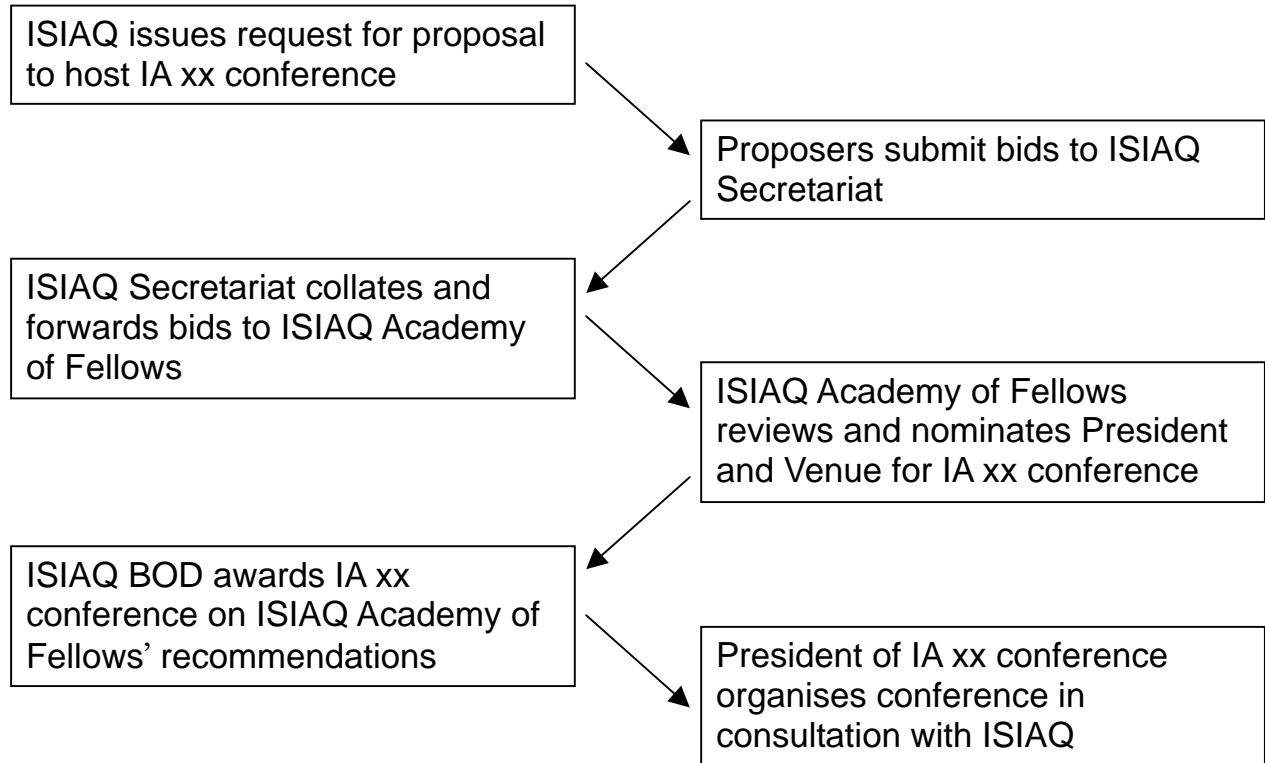 ISIAQ issues request for proposal
to host IA xx conference
Proposers submit bids to ISIAQ
Secretariat
ISIAQ Secretariat collates and
forwards bids to ISIAQ Academy
of Fellows
ISIAQ Academy of Fellows
reviews and nominates President
and Venue for IA xx conference
ISIAQ BOD awards IA xx
conference on ISIAQ Academy of
Fellows’ recommendations
President of IA xx conference
organises conference in
consultation with ISIAQ